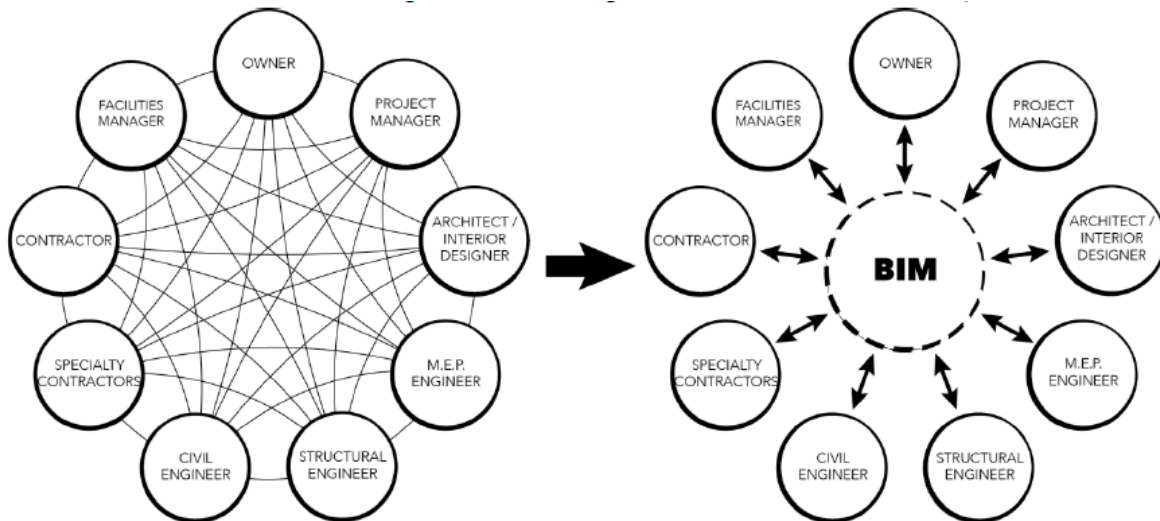 OWNER
FACILITIES
MANAGER
PROJECT
MANAGER
CONTRACTOR
ARCHITECT /
INTERIOR
DESIGNER
SPECIALTY
CONTRACTORS
M.E.P.
ENGINEER
CIVIL
ENGINEER
STRUCTURAL
ENGINEER
OWNER
FACILITIES
MANAGER
PROJECT
MANAGER
CONTRACTOR
BIM
ARCHITECT /
INTERIOR
DESIGNER
SPECIALTY
CONTRACTORS
M.E.P.
ENGINEER
CIVIL
ENGINEER
STRUCTURAL
ENGINEER